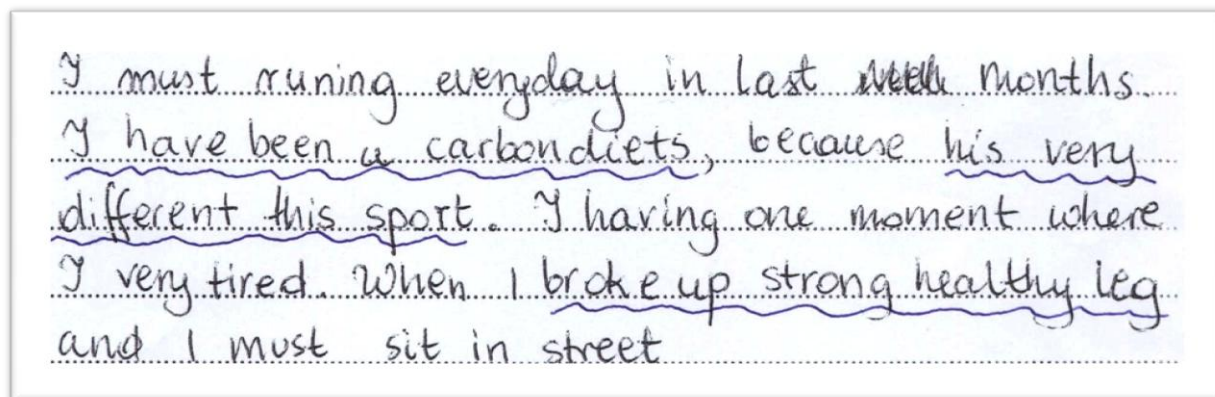 I must runing everyday in last months.
I have been a carbondiets, because his very
different this sport. I having one moment where
I very tired. When I broke up strong healthy leg
and I must sit in street